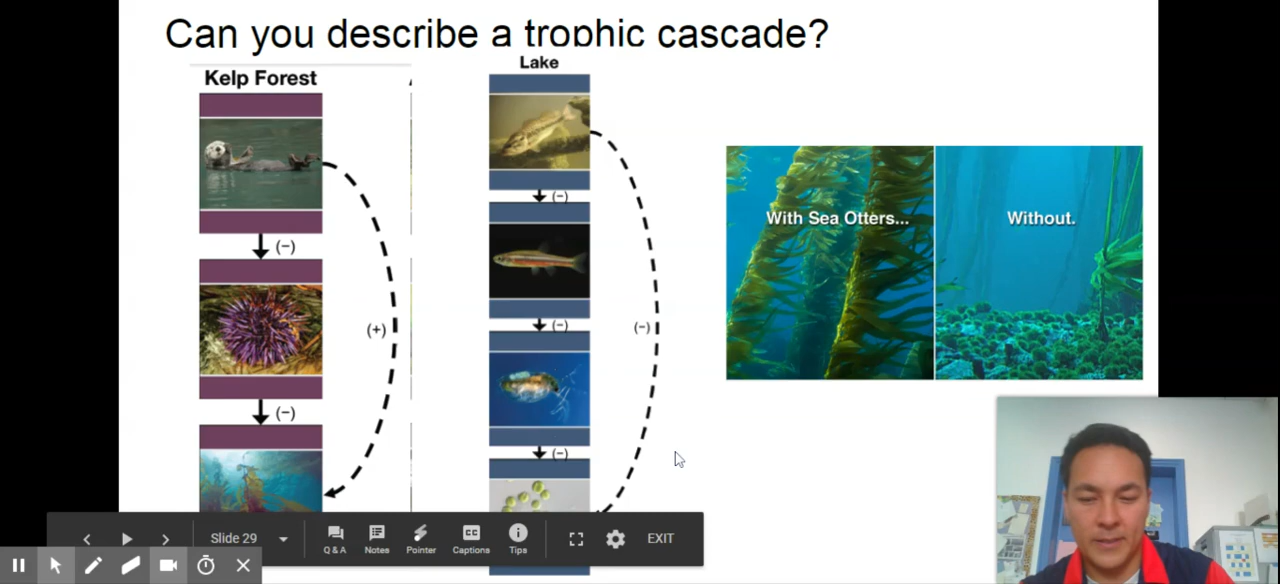 Can you describe a trophic cascade?
Kelp Forest
(-)
(+)
(-)
Lake
(-)
(-)
(-)
(-)
With Sea Otters...
Without.
Slide 29
Q & A
Notes
Pointer
CC
Captions
Tips
EXIT